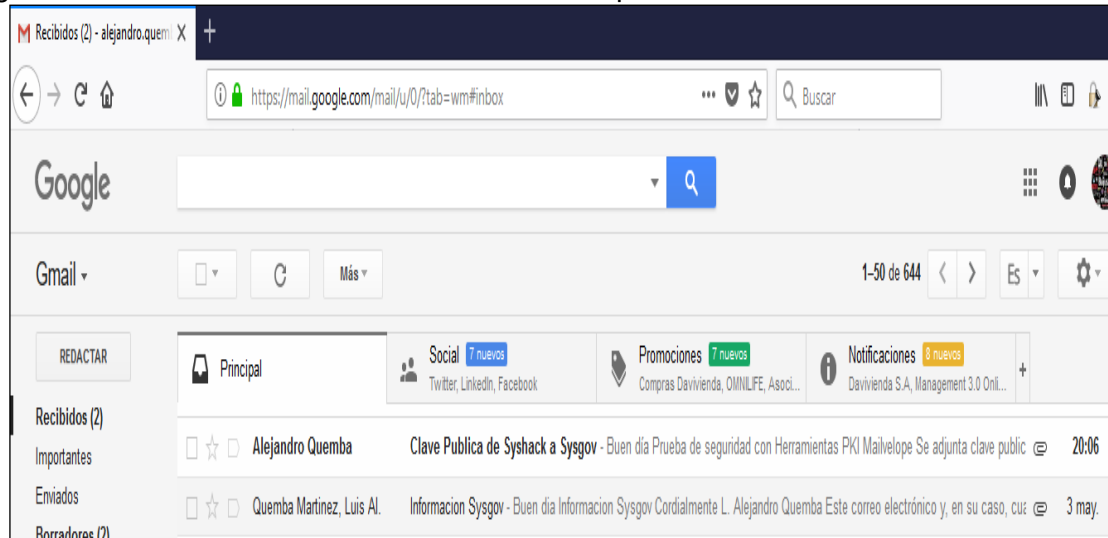 Recibidos (2) - alejandro.quem
https://mail.google.com/mail/u/0/?tab=wm#inbox
Buscar
Google
Gmail
Más
1–50 de 644
Es
REDACTAR
Principal
Social 7 nuevos
Twitter, LinkedIn, Facebook
Promociones 7 nuevos
Compras Davivienda, OMNILIFE, Asoci...
Notificaciones 8 nuevos
Davivienda S.A, Management 3.0 Onli...
Recibidos (2)
Importantes
Enviados
Borradores (2)
Alejandro Quemba Clave Publica de Syshack a Sysgov - Buen día Prueba de seguridad con Herramientas PKI Mailvelope Se adjunta clave public 20:06
Quemba Martinez, Luis Al. Informacion Sysgov - Buen dia Informacion Sysgov Cordialmente L. Alejandro Quemba Este correo electrónico y, en su caso, cua 3 may.